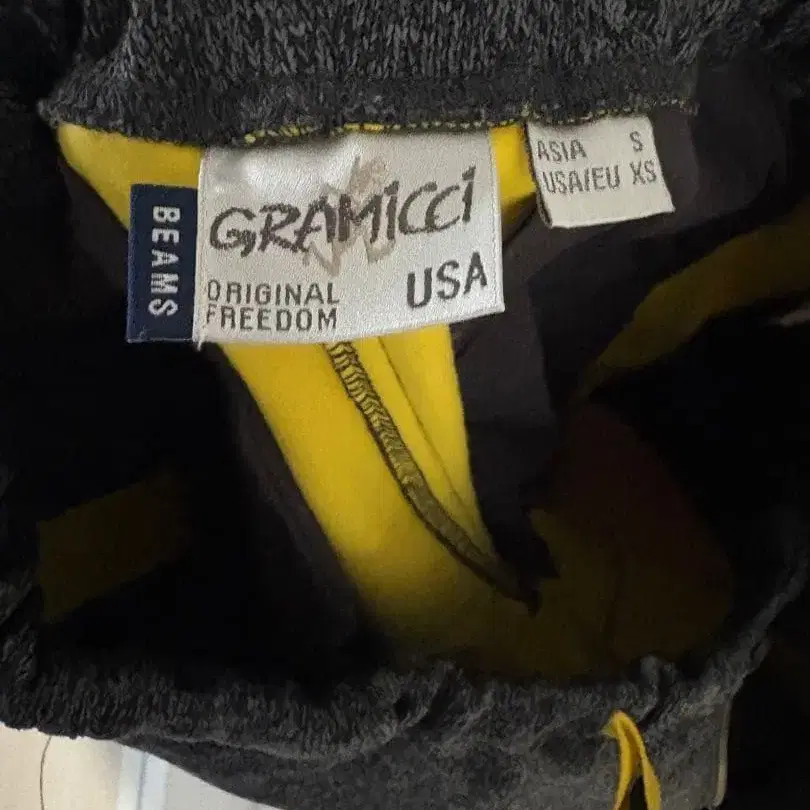 BEAMS
GRAMICCI
ORIGINAL
FREEDOM
USA
ASIA S
USA/EU XS